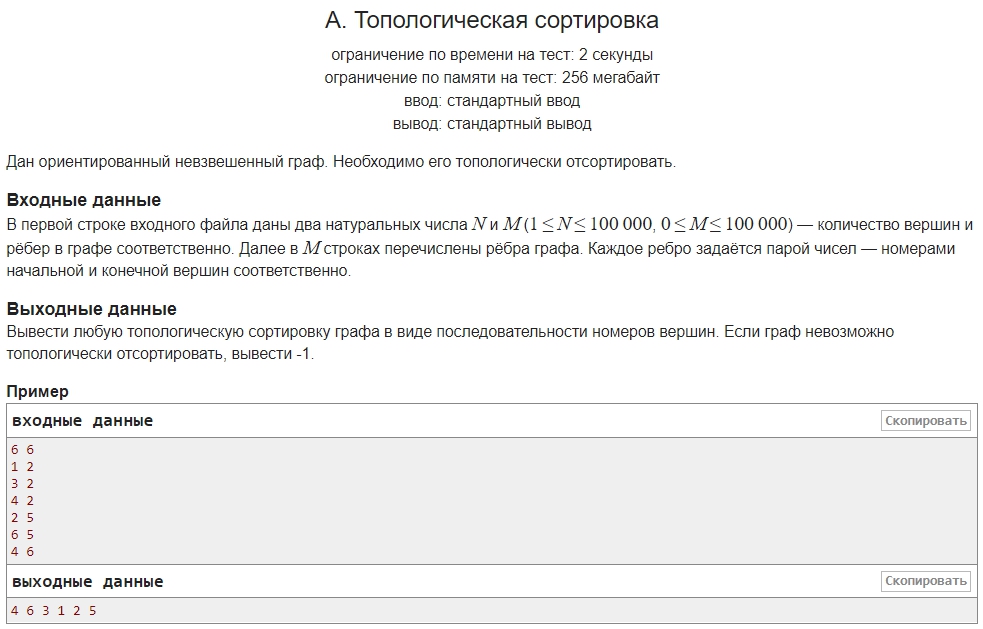 А. Топологическая сортировка
ограничение по времени на тест: 2 секунды
ограничение по памяти на тест: 256 мегабайт
ввод: стандартный ввод
вывод: стандартный вывод
Дан ориентированный невзвешенный граф. Необходимо его топологически отсортировать.
Входные данные
В первой строке входного файла даны два натуральных числа N и M (1 ≤ N ≤ 100 000, 0 ≤ M ≤ 100 000) — количество вершин и
рёбер в графе соответственно. Далее в M строках перечислены рёбра графа. Каждое ребро задаётся парой чисел — номерами
начальной и конечной вершин соответственно.
Выходные данные
Вывести любую топологическую сортировку графа в виде последовательности номеров вершин. Если граф невозможно
топологически отсортировать, вывести -1.
Пример
входные данные Скопировать
6 6
1 2
3 2
4 2
2 5
6 5
4 6
выходные данные Скопировать
4 6 3 1 2 5